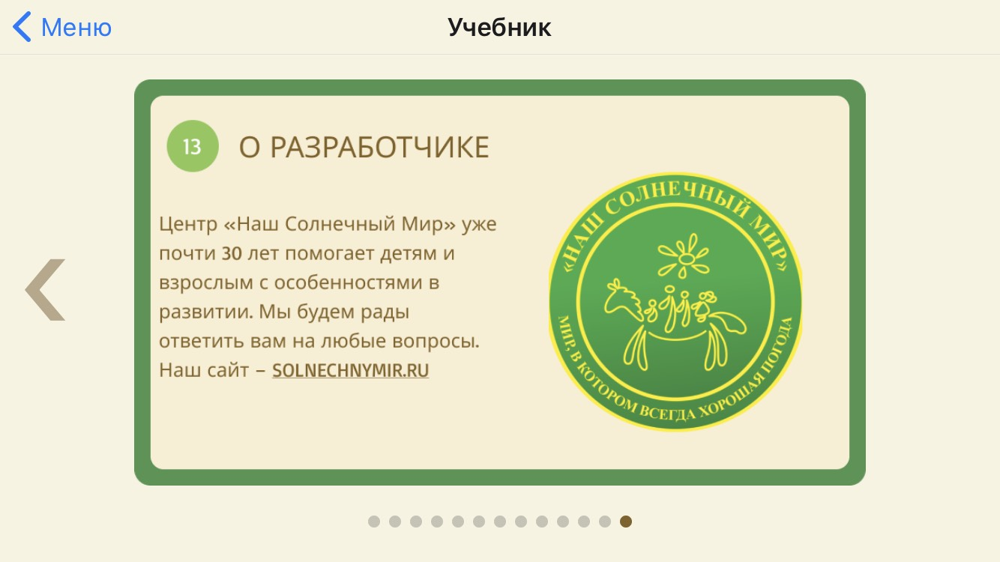 Меню
Учебник
13
О РАЗРАБОТЧИКЕ
Центр «Наш Солнечный Мир» уже
почти 30 лет помогает детям и
взрослым с особенностями в
развитии. Мы будем рады
ответить вам на любые вопросы.
Наш сайт – SOLNECHNYMIR.RU
«НАШ СОЛНЕЧНЫЙ МИР»
МИР, В КОТОРОМ ВСЕГДА ХОРОШАЯ ПОГОДА